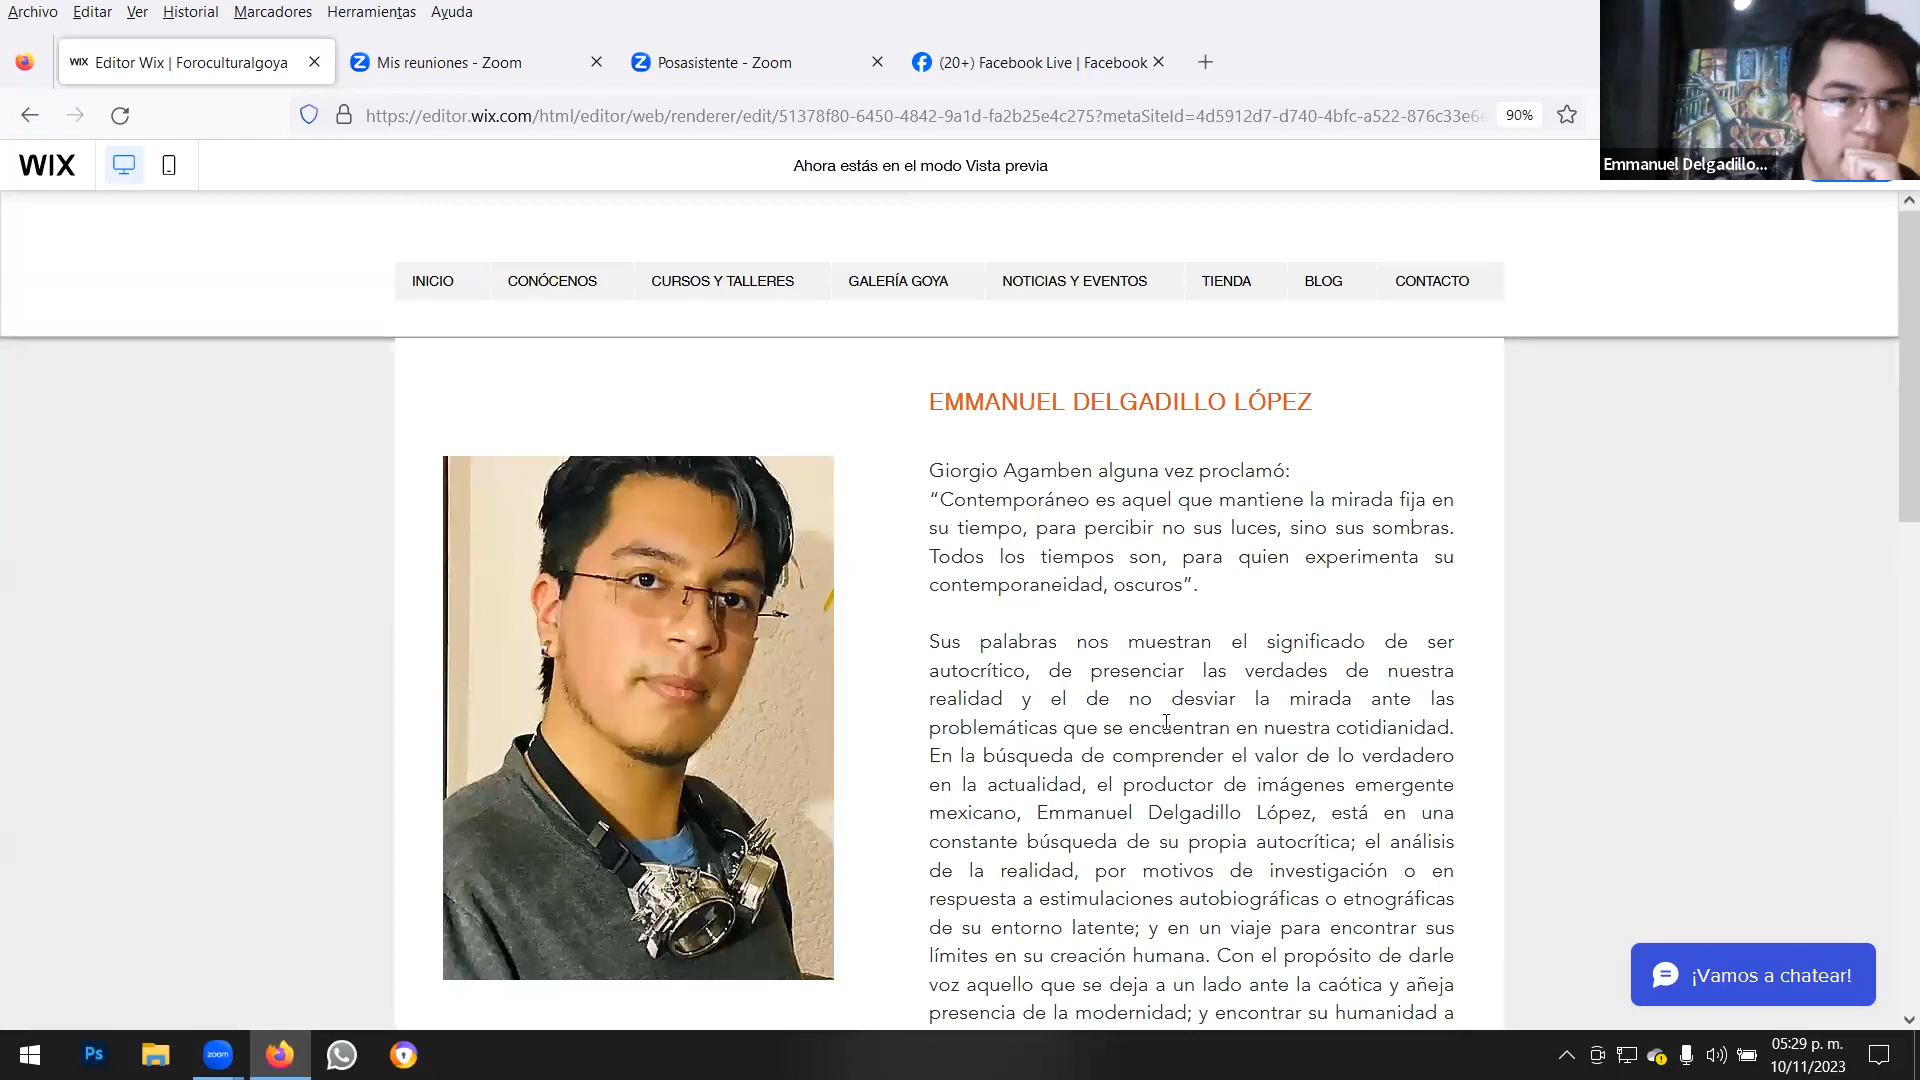 Archivo Editar Ver Historial Marcadores Herramientas Ayuda
WIX Editor Wix | Foroculturalgoya
Mis reuniones - Zoom
Posasistente - Zoom
(20+) Facebook Live | Facebook
https://editor.wix.com/html/editor/web/renderer/edit/51378f80-6450-4842-9a1d-fa2b25e4c275?metaSiteId=4d5912d7-d740-4bfc-a522-876c33e6e
90%
Emmanuel Delgadillo...
WIX
Ahora estás en el modo Vista previa
INICIO CONÓCENOS CURSOS Y TALLERES GALERÍA GOYA NOTICIAS Y EVENTOS TIENDA BLOG CONTACTO
EMMANUEL DELGADILLO LÓPEZ
Giorgio Agamben alguna vez proclamó:
“Contemporáneo es aquel que mantiene la mirada fija en
su tiempo, para percibir no sus luces, sino sus sombras.
Todos los tiempos son, para quien experimenta su
contemporaneidad, oscuros”.
Sus palabras nos muestran el significado de ser
autocrítico, de presenciar las verdades de nuestra
realidad y el de no desviar la mirada ante las
problemáticas que se encuentran en nuestra cotidianidad.
En la búsqueda de comprender el valor de lo verdadero
en la actualidad, el productor de imágenes emergente
mexicano, Emmanuel Delgadillo López, está en una
constante búsqueda de su propia autocrítica; el análisis
de la realidad, por motivos de investigación o en
respuesta a estimulaciones autobiográficas o etnográficas
de su entorno latente; y en un viaje para encontrar sus
límites en su creación humana. Con el propósito de darle
voz aquello que se deja a un lado ante la caótica y añeja
presencia de la modernidad; y encontrar su humanidad a
¡Vamos a chatear!
Ps
zoom
05:29 p. m.
10/11/2023